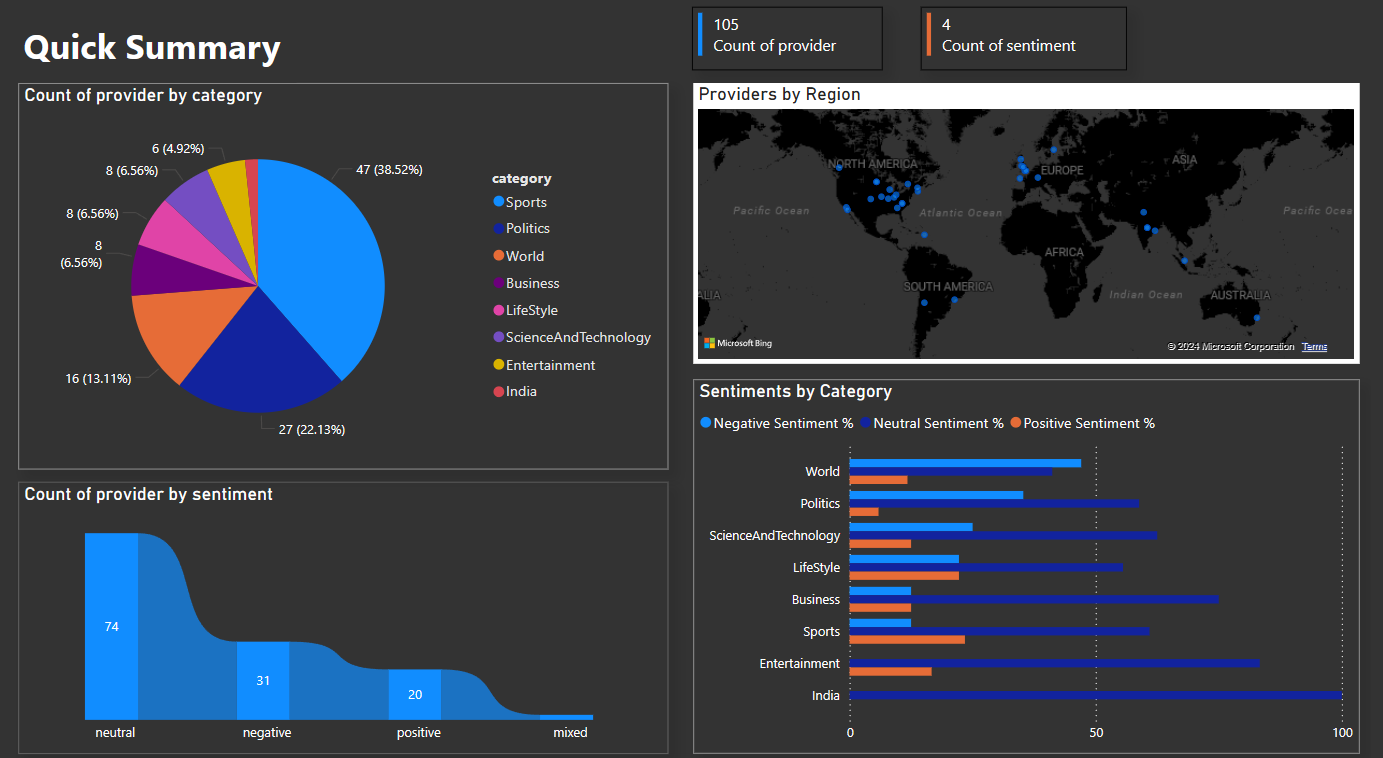 Quick Summary
105
Count of provider
4
Count of sentiment
Count of provider by category
6 (4.92%)
8 (6.56%)
8 (6.56%)
8
(6.56%)
16 (13.11%)
27 (22.13%)
47 (38.52%)
category
Sports
Politics
World
Business
LifeStyle
ScienceAndTechnology
Entertainment
India
Providers by Region
NORTH AMERICA
EUROPE
ASIA
Pacific Ocean
Atlantic Ocean
Pacific Ocea
AFRICA
SOUTH AMERICA
Indian Ocean
ALIA
AUSTRALIA
Microsoft Bing
© 2024 Microsoft Corporation Terms
Count of provider by sentiment
74
31
20
neutral
negative
positive
mixed
Sentiments by Category
Negative Sentiment % Neutral Sentiment % Positive Sentiment %
World
Politics
ScienceAndTechnology
LifeStyle
Business
Sports
Entertainment
India
0
50
100